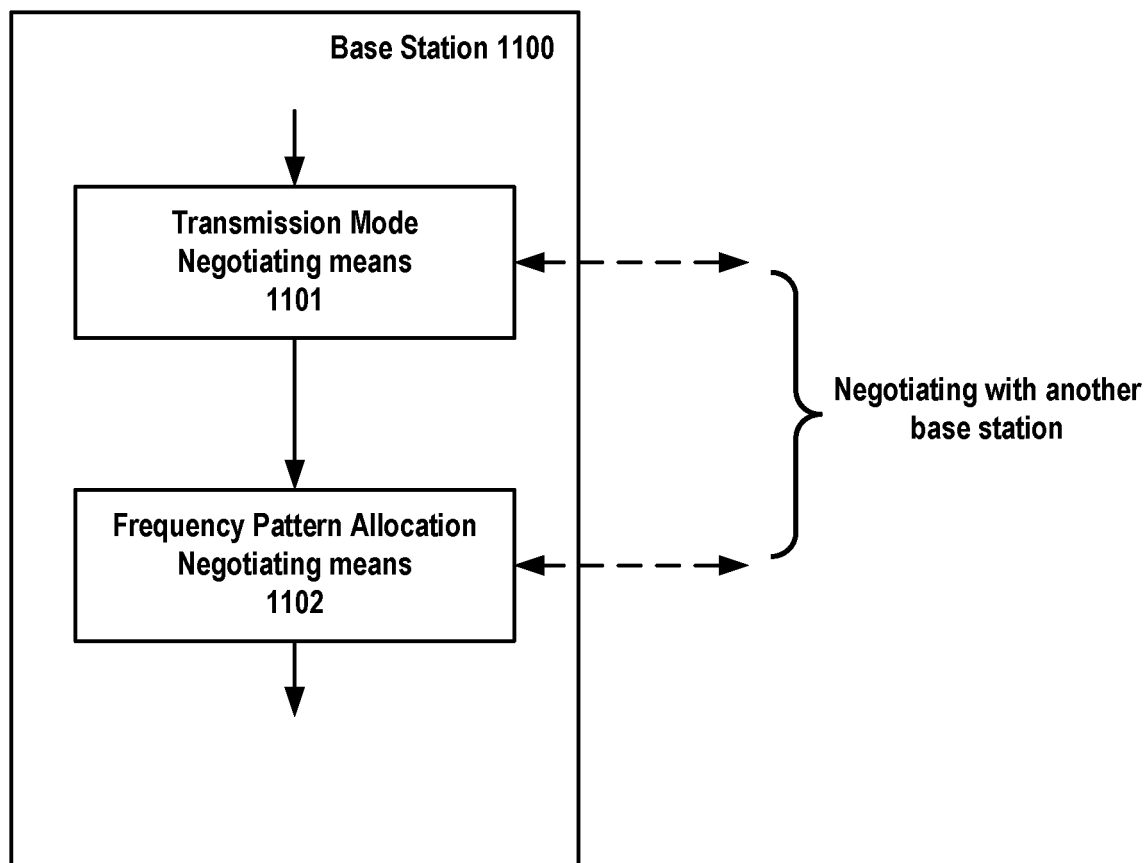 Base Station 1100
Transmission Mode
Negotiating means
1101
Negotiating with another
base station
Frequency Pattern Allocation
Negotiating means
1102